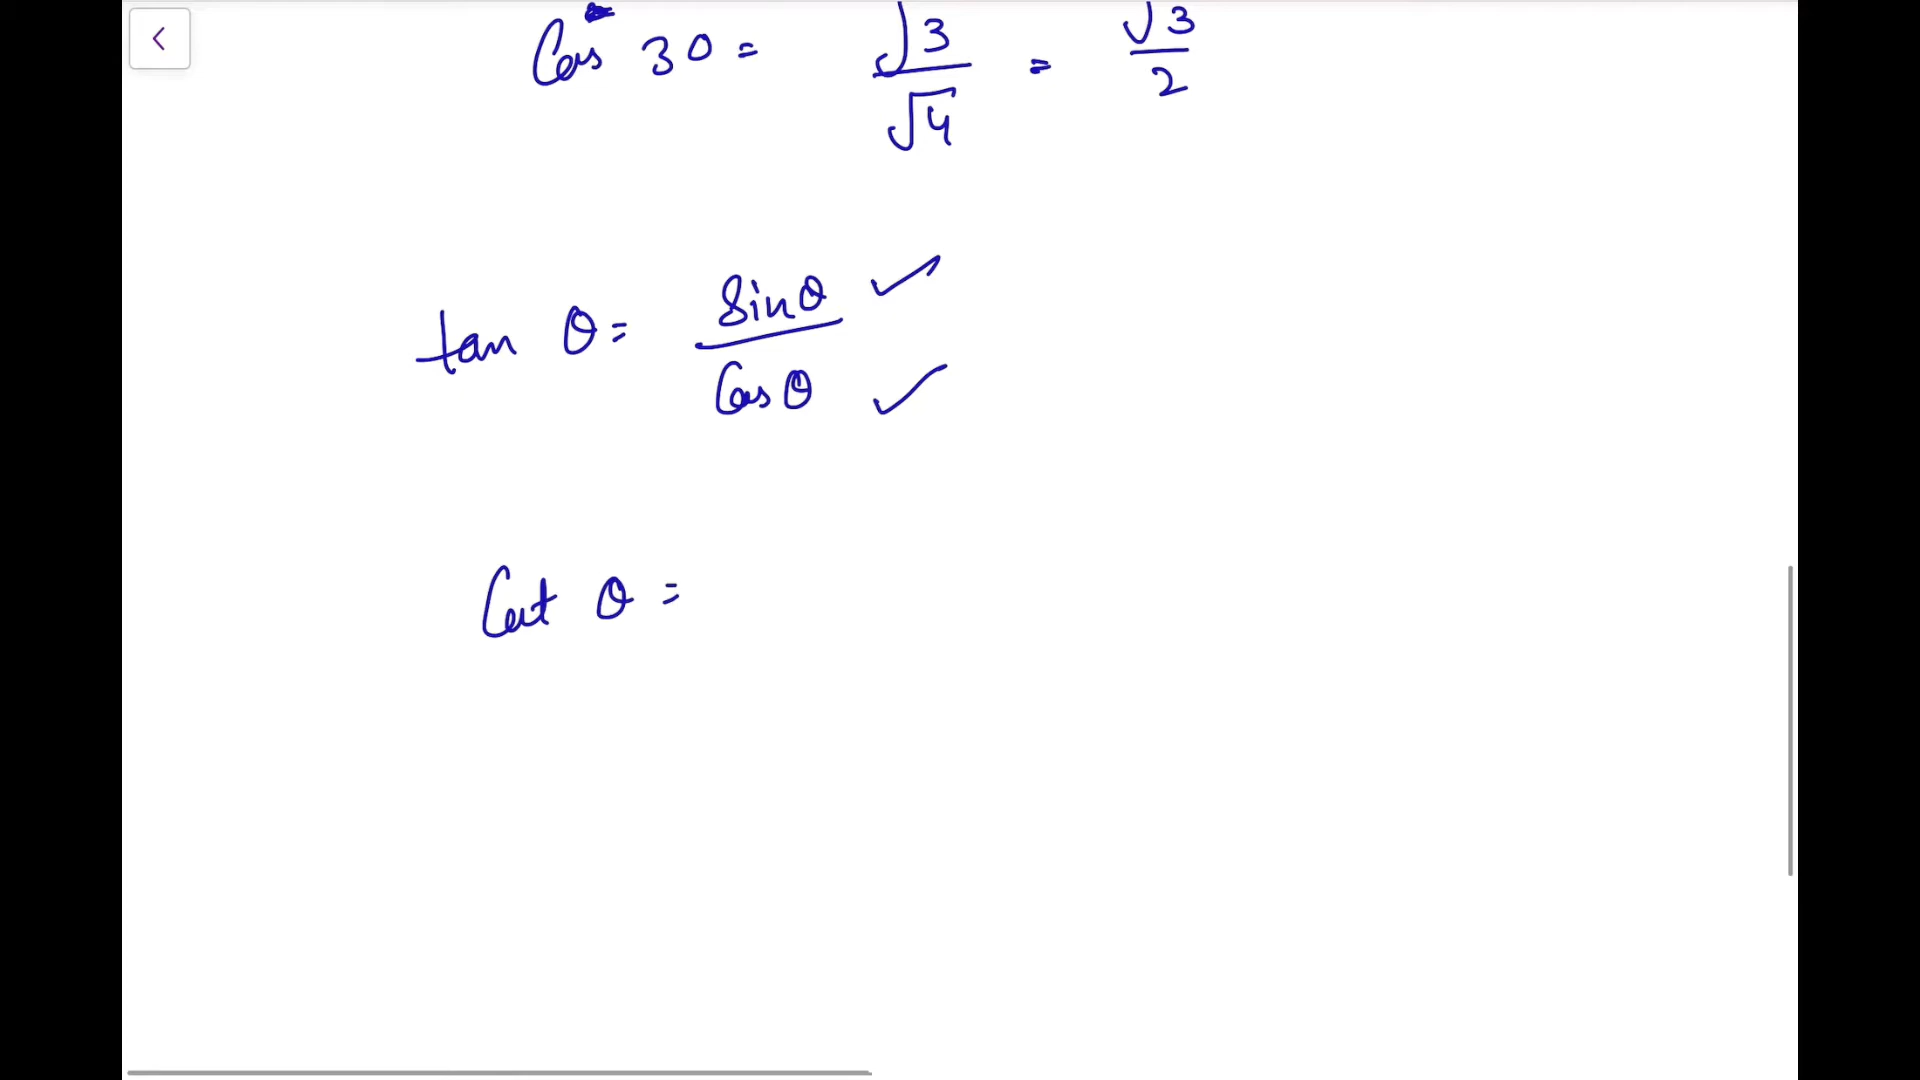 Cos 30 = √3/√4 = √3/2
tan θ = sinθ/Cosθ ✓ ✓
Cot θ =